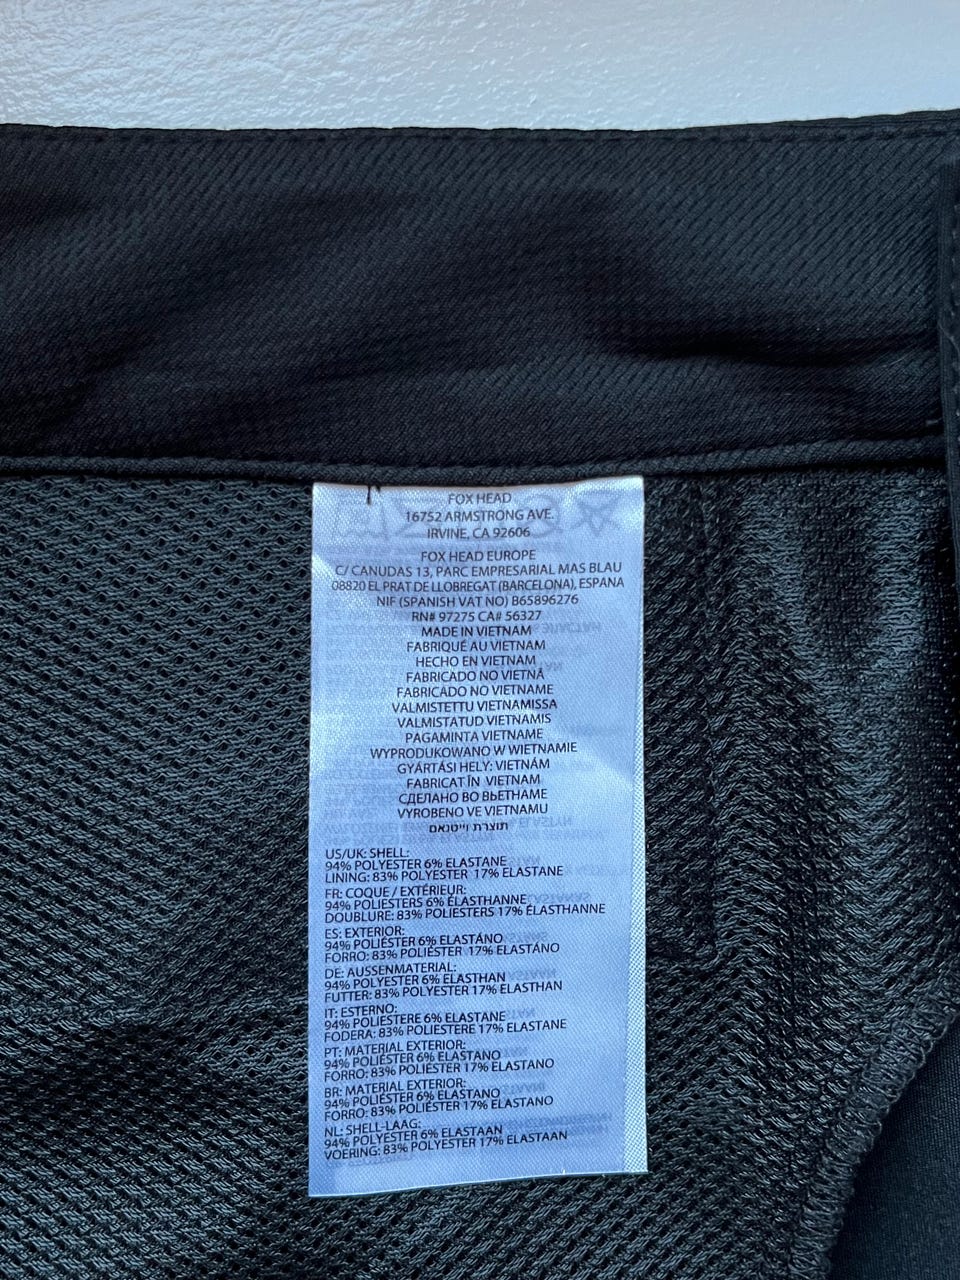 FOX HEAD
16752 ARMSTRONG AVE.
IRVINE, CA 92606
FOX HEAD EUROPE
C/ CANUDAS 13, PARC EMPRESARIAL MAS BLAU
08820 EL PRAT DE LLOBREGAT (BARCELONA), ESPANA
NIF (SPANISH VAT NO) B65896276
RN# 97275 CA# 56327
MADE IN VIETNAM
FABRIQUÉ AU VIETNAM
HECHO EN VIETNAM
FABRICADO NO VIETNÃ
FABRICADO NO VIETNAME
VALMISTETTU VIETNAMISSA
VALMISTATUD VIETNAMIS
PAGAMINTA VIETNAME
WYPRODUKOWANO W WIETNAMIE
GYÁRTÁSI HELY: VIETNÁM
FABRICAT ÎN VIETNAM
СДЕЛАНО ВО ВЬЕТНАМЕ
VYROBENO VE VIETNAMU
תוצרת וייטנאם
US/UK: SHELL:
94% POLYESTER 6% ELASTANE
LINING: 83% POLYESTER 17% ELASTANE
FR: COQUE / EXTÉRIEUR:
94% POLIESTERS 6% ÉLASTHANNE
DOUBLURE: 83% POLIESTERS 17% ÉLASTHANNE
ES: EXTERIOR:
94% POLIÉSTER 6% ELASTÁNO
FORRO: 83% POLIÉSTER 17% ELASTÁNO
DE: AUSSENMATERIAL:
94% POLYESTER 6% ELASTHAN
FUTTER: 83% POLYESTER 17% ELASTHAN
IT: ESTERNO:
94% POLIESTERE 6% ELASTANE
FODERA: 83% POLIESTERE 17% ELASTANE
PT: MATERIAL EXTERIOR:
94% POLIÉSTER 6% ELASTANO
FORRO: 83% POLIÉSTER 17% ELASTANO
BR: MATERIAL EXTERIOR:
94% POLIÉSTER 6% ELASTANO
FORRO: 83% POLIÉSTER 17% ELASTANO
NL: SHELL-LAAG:
94% POLYESTER 6% ELASTAAN
VOERING: 83% POLYESTER 17% ELASTAAN